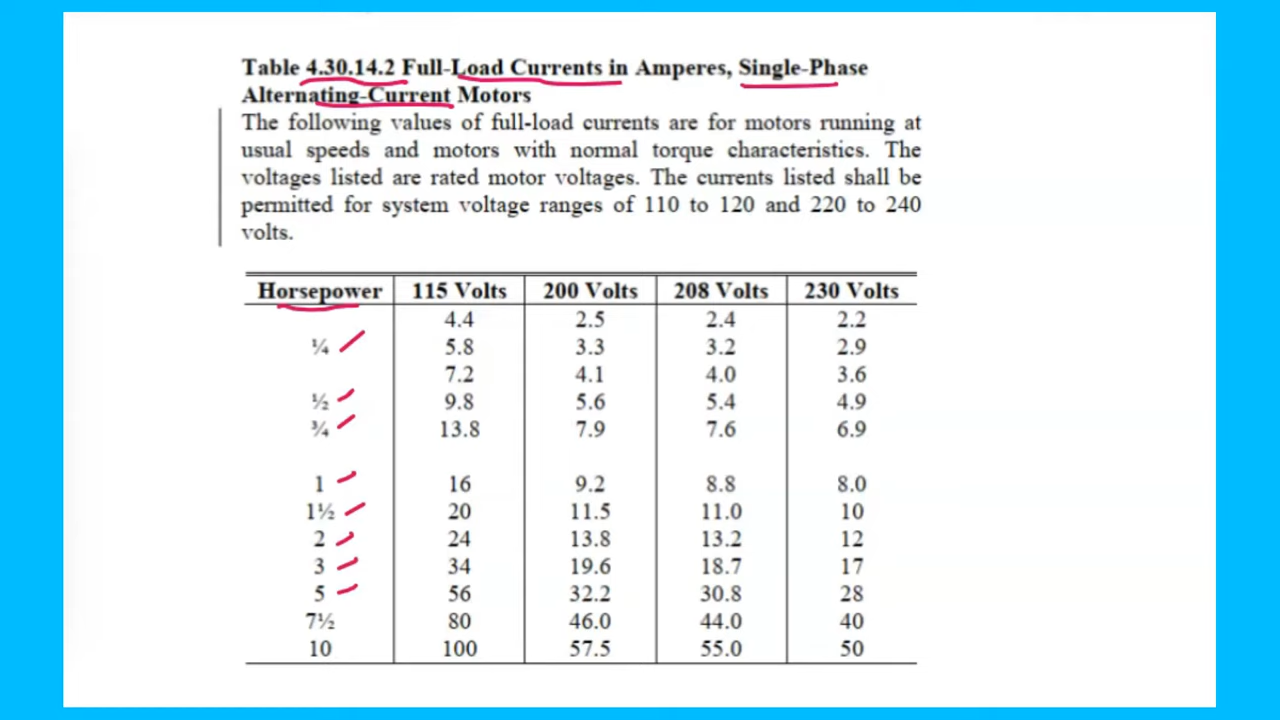 Table 4.30.14.2 Full-Load Currents in Amperes, Single-Phase
Alternating-Current Motors
The following values of full-load currents are for motors running at
usual speeds and motors with normal torque characteristics. The
voltages listed are rated motor voltages. The currents listed shall be
permitted for system voltage ranges of 110 to 120 and 220 to 240
volts.
Horsepower 115 Volts 200 Volts 208 Volts 230 Volts
4.4 2.5 2.4 2.2
¼ 5.8 3.3 3.2 2.9
7.2 4.1 4.0 3.6
½ 9.8 5.6 5.4 4.9
¾ 13.8 7.9 7.6 6.9
1 16 9.2 8.8 8.0
1½ 20 11.5 11.0 10
2 24 13.8 13.2 12
3 34 19.6 18.7 17
5 56 32.2 30.8 28
7½ 80 46.0 44.0 40
10 100 57.5 55.0 50